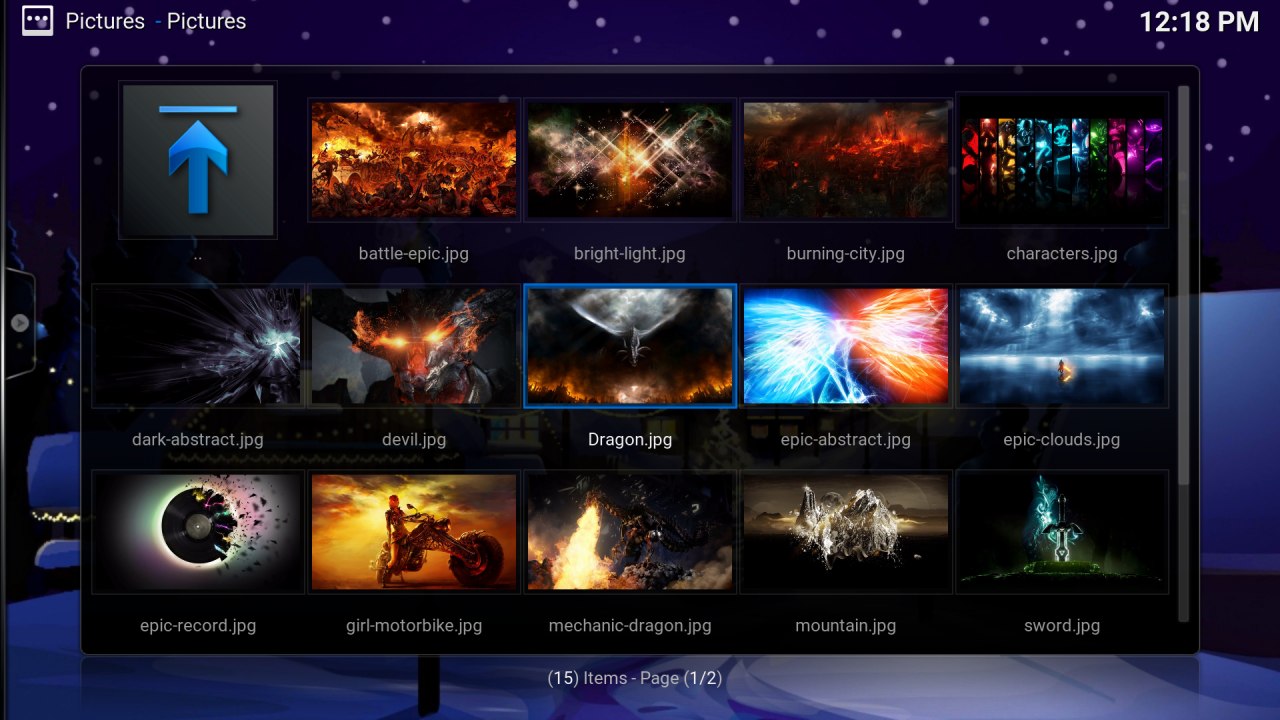 Pictures - Pictures
12:18 PM
..
battle-epic.jpg
bright-light.jpg
burning-city.jpg
characters.jpg
dark-abstract.jpg
devil.jpg
Dragon.jpg
epic-abstract.jpg
epic-clouds.jpg
epic-record.jpg
girl-motorbike.jpg
mechanic-dragon.jpg
mountain.jpg
sword.jpg
(15) Items - Page (1/2)